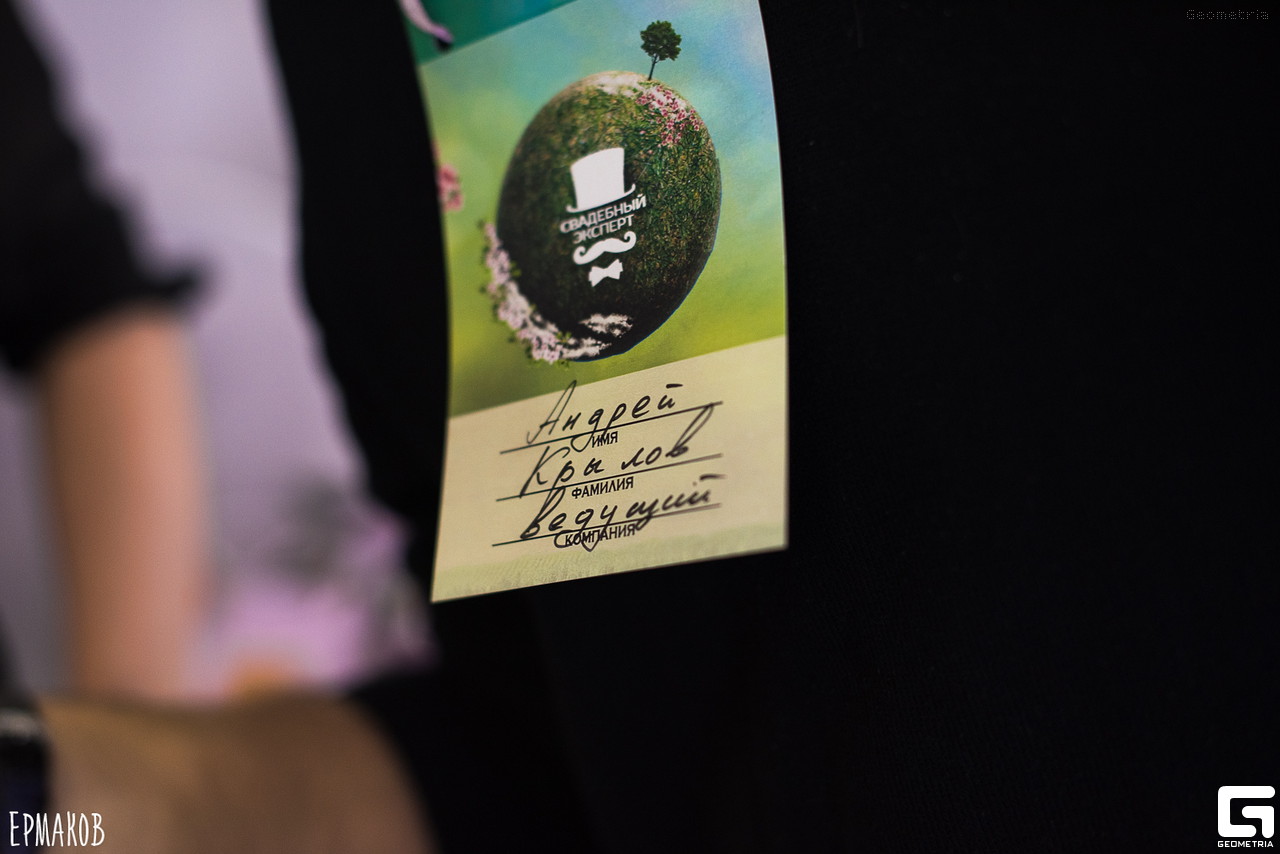 Geometria
СВАДЕБНЫЙ
ЭКСПЕРТ
Андрей
ИМЯ
Крылов
ФАМИЛИЯ
ведущий
КОМПАНИЯ
ЕРМАКОВ
GEOMETRIA